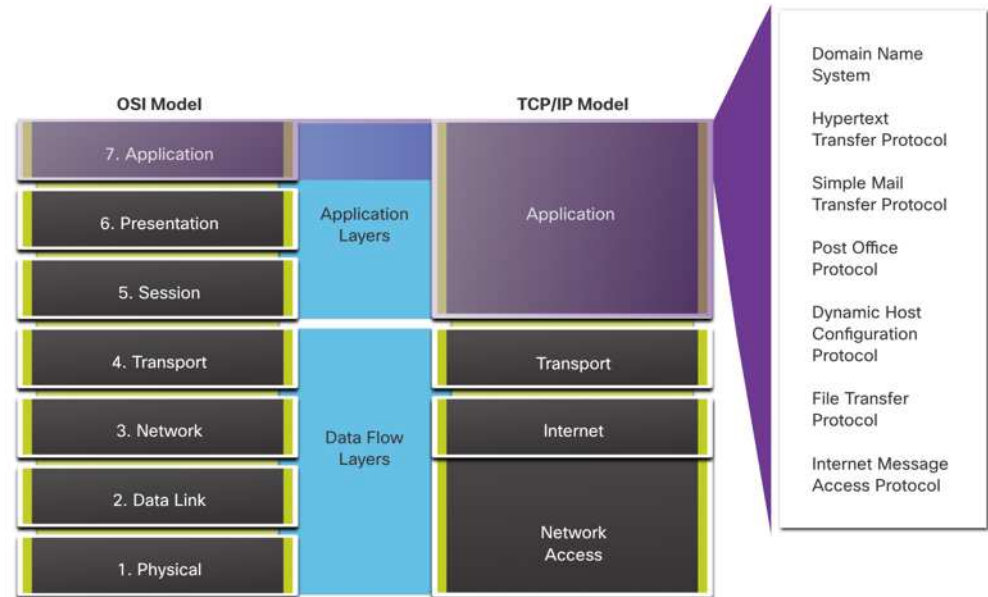 OSI Model
7. Application
6. Presentation
5. Session
4. Transport
3. Network
2. Data Link
1. Physical
Application
Layers
Data Flow
Layers
TCP/IP Model
Application
Transport
Internet
Network
Access
Domain Name
System
Hypertext
Transfer Protocol
Simple Mail
Transfer Protocol
Post Office
Protocol
Dynamic Host
Configuration
Protocol
File Transfer
Protocol
Internet Message
Access Protocol